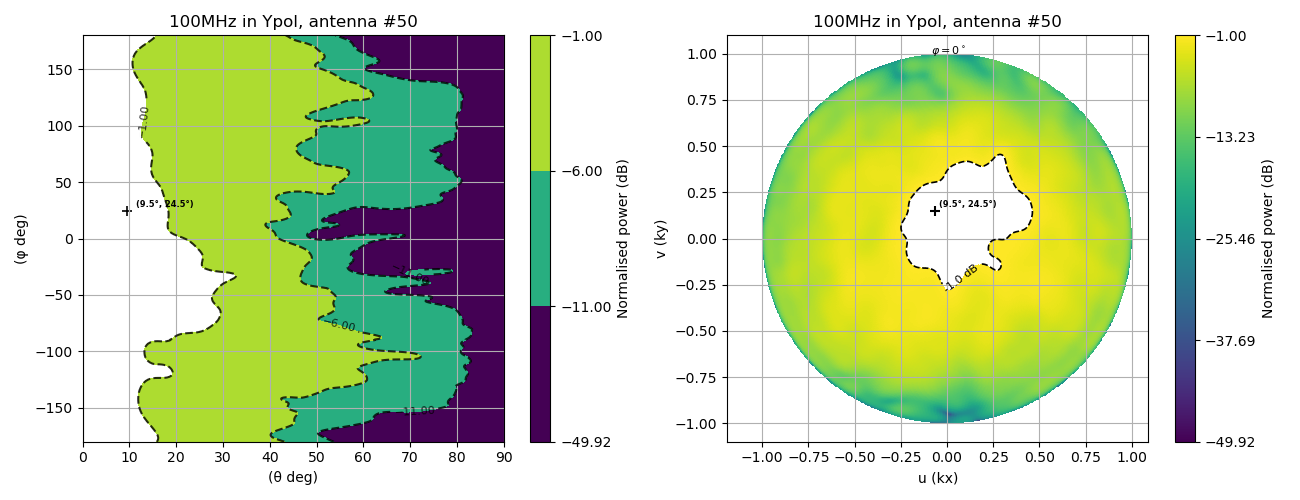 100MHz in Ypol, antenna #50
150
100
50
0
−50
−100
−150
(φ deg)
0 10 20 30 40 50 60 70 80 90
(θ deg)
-1.00
(9.5°, 24.5°)
−6.00
-11.00
−1.00
−6.00
−11.00
−49.92
Normalised power (dB)
100MHz in Ypol, antenna #50
φ = 0°
1.00
0.75
0.50
0.25
0.00
−0.25
−0.50
−0.75
−1.00
v (ky)
(9.5°, 24.5°)
-1.0 dB
−1.00 −0.75 −0.50 −0.25 0.00 0.25 0.50 0.75 1.00
u (kx)
−1.00
−13.23
−25.46
−37.69
−49.92
Normalised power (dB)